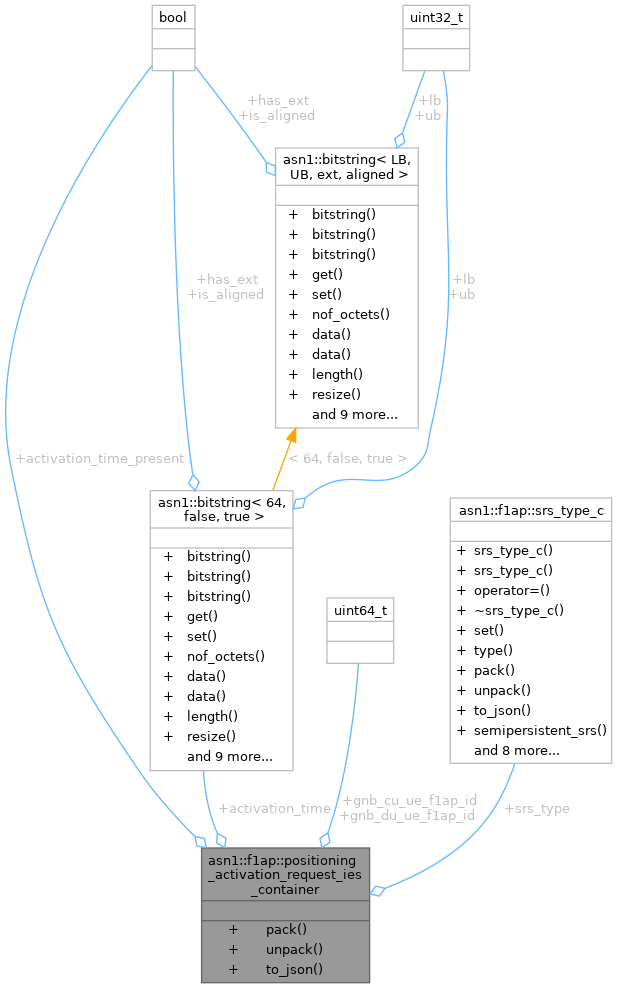 bool
uint32_t
+has_ext
+is_aligned
+lb
+ub
asn1::bitstring< LB,
UB, ext, aligned >
+ bitstring()
+ bitstring()
+ bitstring()
+ get()
+ set()
+ nof_octets()
+ data()
+ data()
+ length()
+ resize()
and 9 more...
+has_ext
+is_aligned
+lb
+ub
+activation_time_present
< 64, false, true >
asn1::bitstring< 64,
false, true >
+ bitstring()
+ bitstring()
+ bitstring()
+ get()
+ set()
+ nof_octets()
+ data()
+ data()
+ length()
+ resize()
and 9 more...
uint64_t
asn1::f1ap::srs_type_c
+ srs_type_c()
+ srs_type_c()
+ operator=()
+ ~srs_type_c()
+ set()
+ type()
+ pack()
+ unpack()
+ to_json()
+ semipersistent_srs()
and 8 more...
+activation_time
+gnb_cu_ue_f1ap_id
+gnb_du_ue_f1ap_id
+srs_type
asn1::f1ap::positioning
_activation_request_ies
_container
+ pack()
+ unpack()
+ to_json()